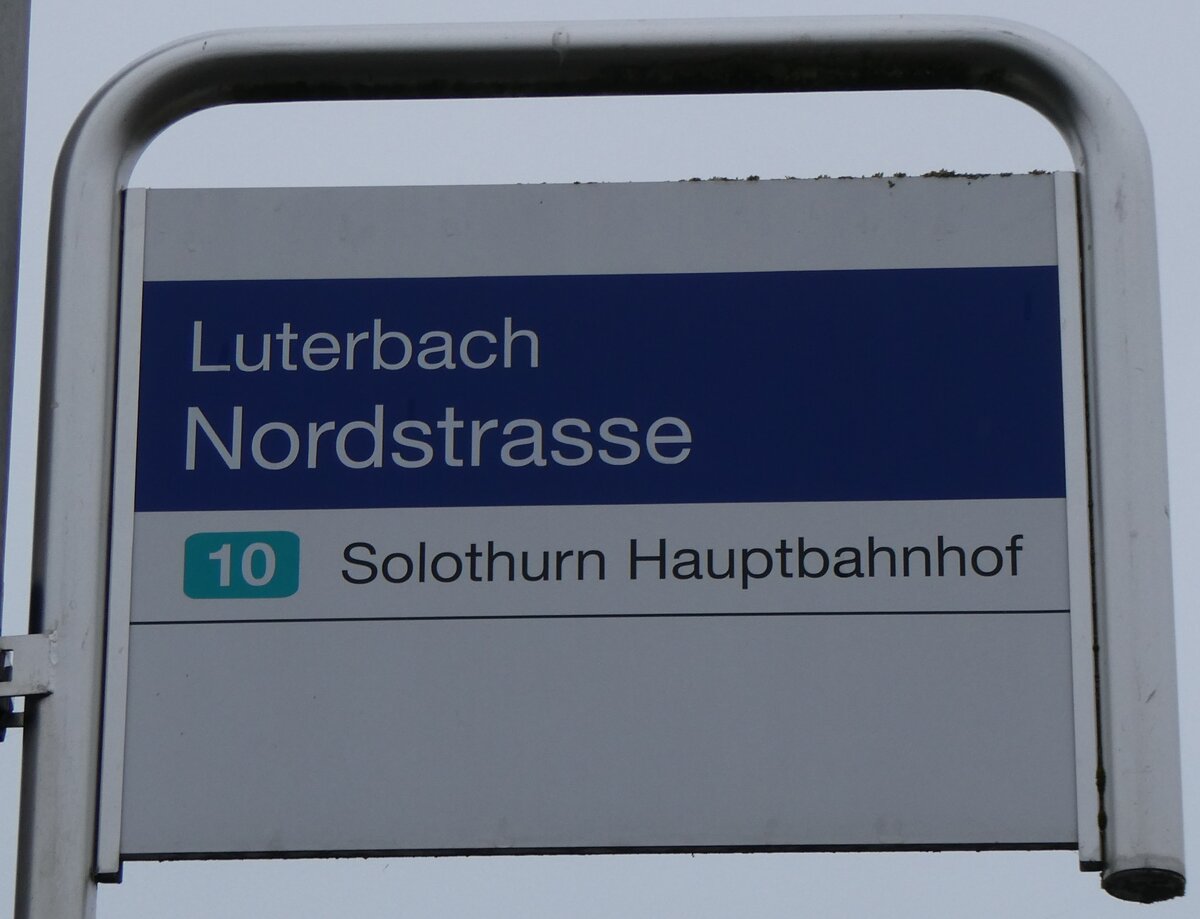 Luterbach
Nordstrasse
10 Solothurn Hauptbahnhof